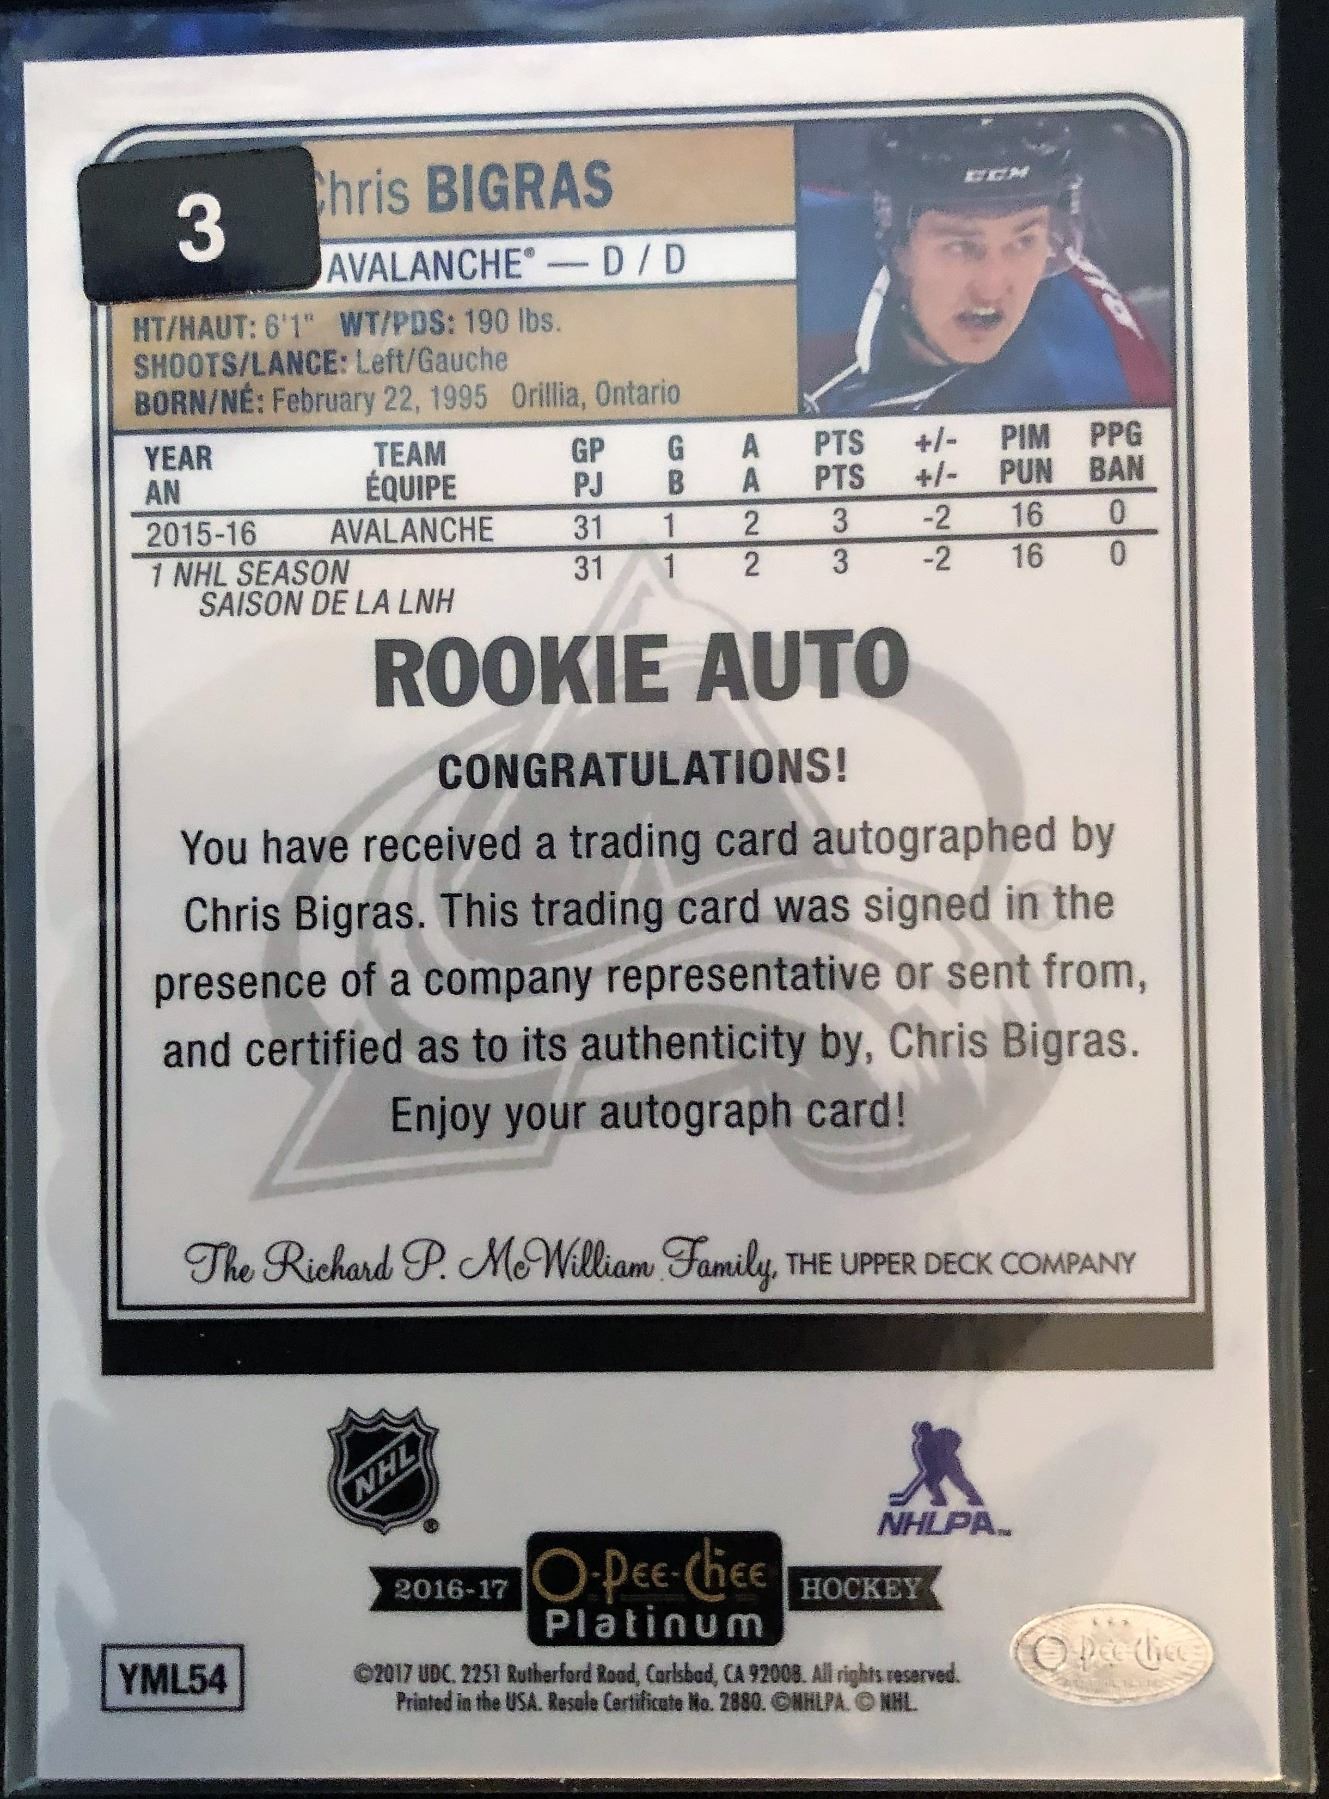 3
Chris BIGRAS
CCM
AVALANCHE® — D / D
HT/HAUT: 6'1" WT/PDS: 190 lbs.
SHOOTS/LANCE: Left/Gauche
BORN/NÉ: February 22, 1995 Orillia, Ontario
YEAR TEAM GP G A PTS +/- PIM PPG
AN ÉQUIPE PJ B A PTS +/- PUN BAN
2015-16 AVALANCHE 31 1 2 3 -2 16 0
1 NHL SEASON 31 1 2 3 -2 16 0
SAISON DE LA LNH
ROOKIE AUTO
CONGRATULATIONS!
You have received a trading card autographed by
Chris Bigras. This trading card was signed in the
presence of a company representative or sent from,
and certified as to its authenticity by, Chris Bigras.
Enjoy your autograph card!
The Richard P. McWilliam Family, THE UPPER DECK COMPANY
NHL®
NHLPA™
2016-17 O-Pee-Chee HOCKEY
Platinum
O-Pee-Chee
YML54
©2017 UDC. 2251 Rutherford Road, Carlsbad, CA 92008. All rights reserved.
Printed in the USA. Resale Certificate No. 2880. ©NHLPA. © NHL.